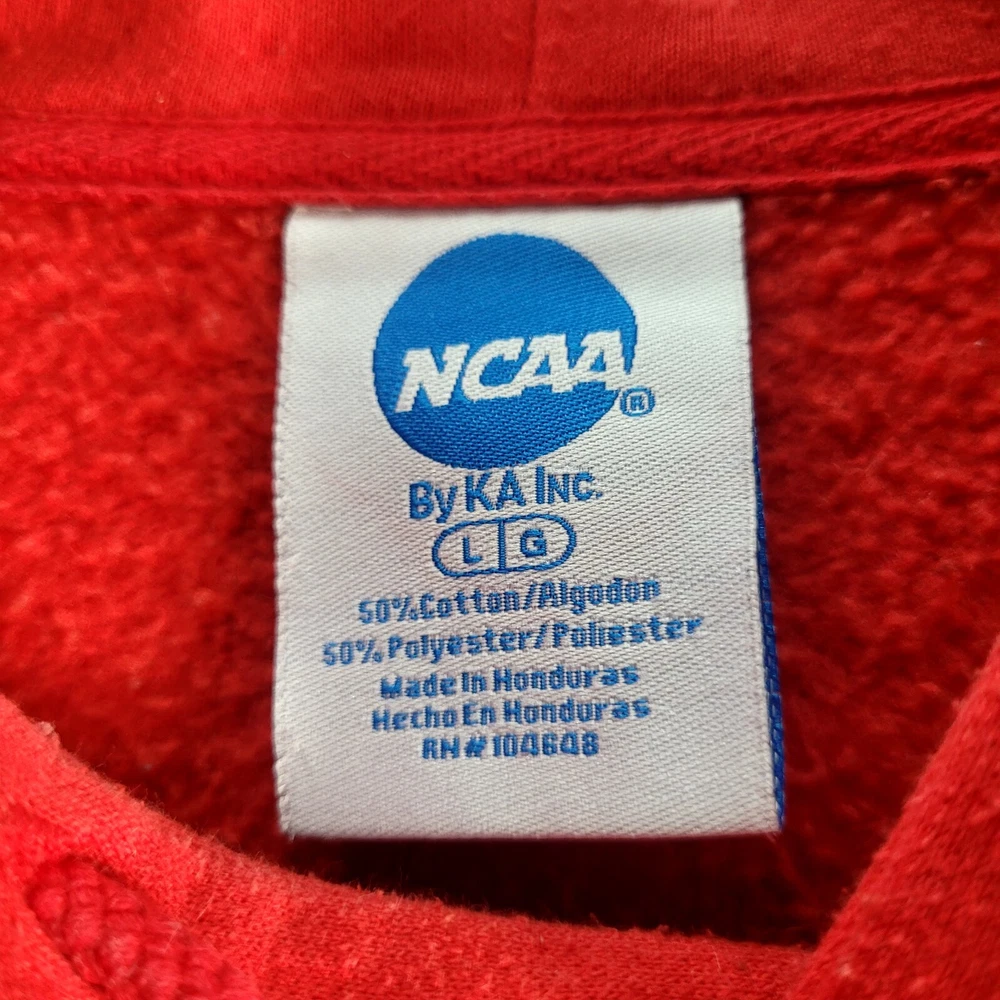 NCAA®
By KA Inc.
L G
50%Cotton/Algodon
50%Polyester/Poliester
Made In Honduras
Hecho En Honduras
RN#104648